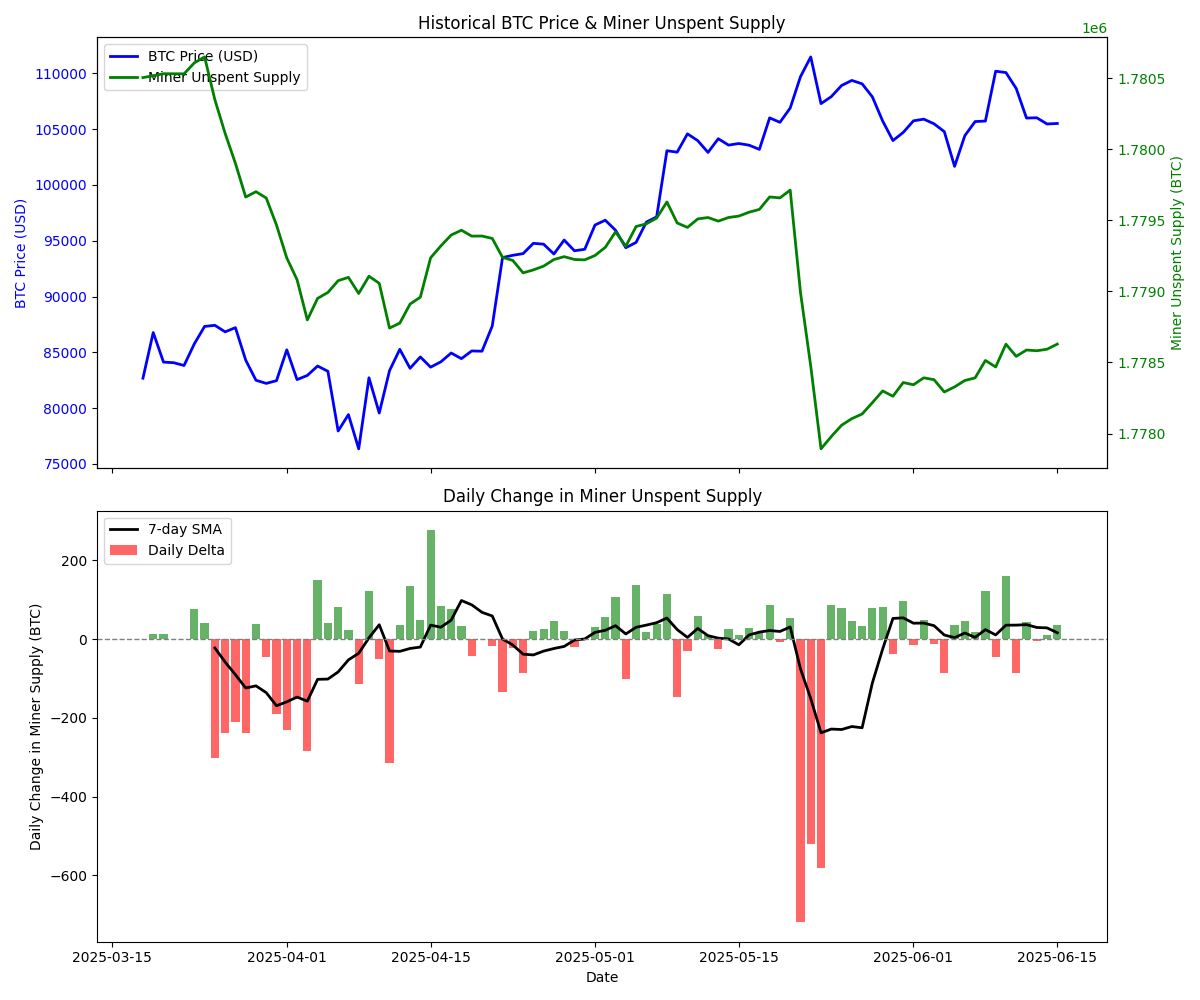 Historical BTC Price & Miner Unspent Supply
1e6
BTC Price (USD)
Miner Unspent Supply
110000
105000
100000
95000
90000
85000
80000
75000
BTC Price (USD)
1.7805
1.7800
1.7795
1.7790
1.7785
1.7780
Miner Unspent Supply (BTC)
Daily Change in Miner Unspent Supply
7-day SMA
Daily Delta
200
0
−200
−400
−600
Daily Change in Miner Supply (BTC)
2025-03-15
2025-04-01
2025-04-15
2025-05-01
2025-05-15
2025-06-01
2025-06-15
Date